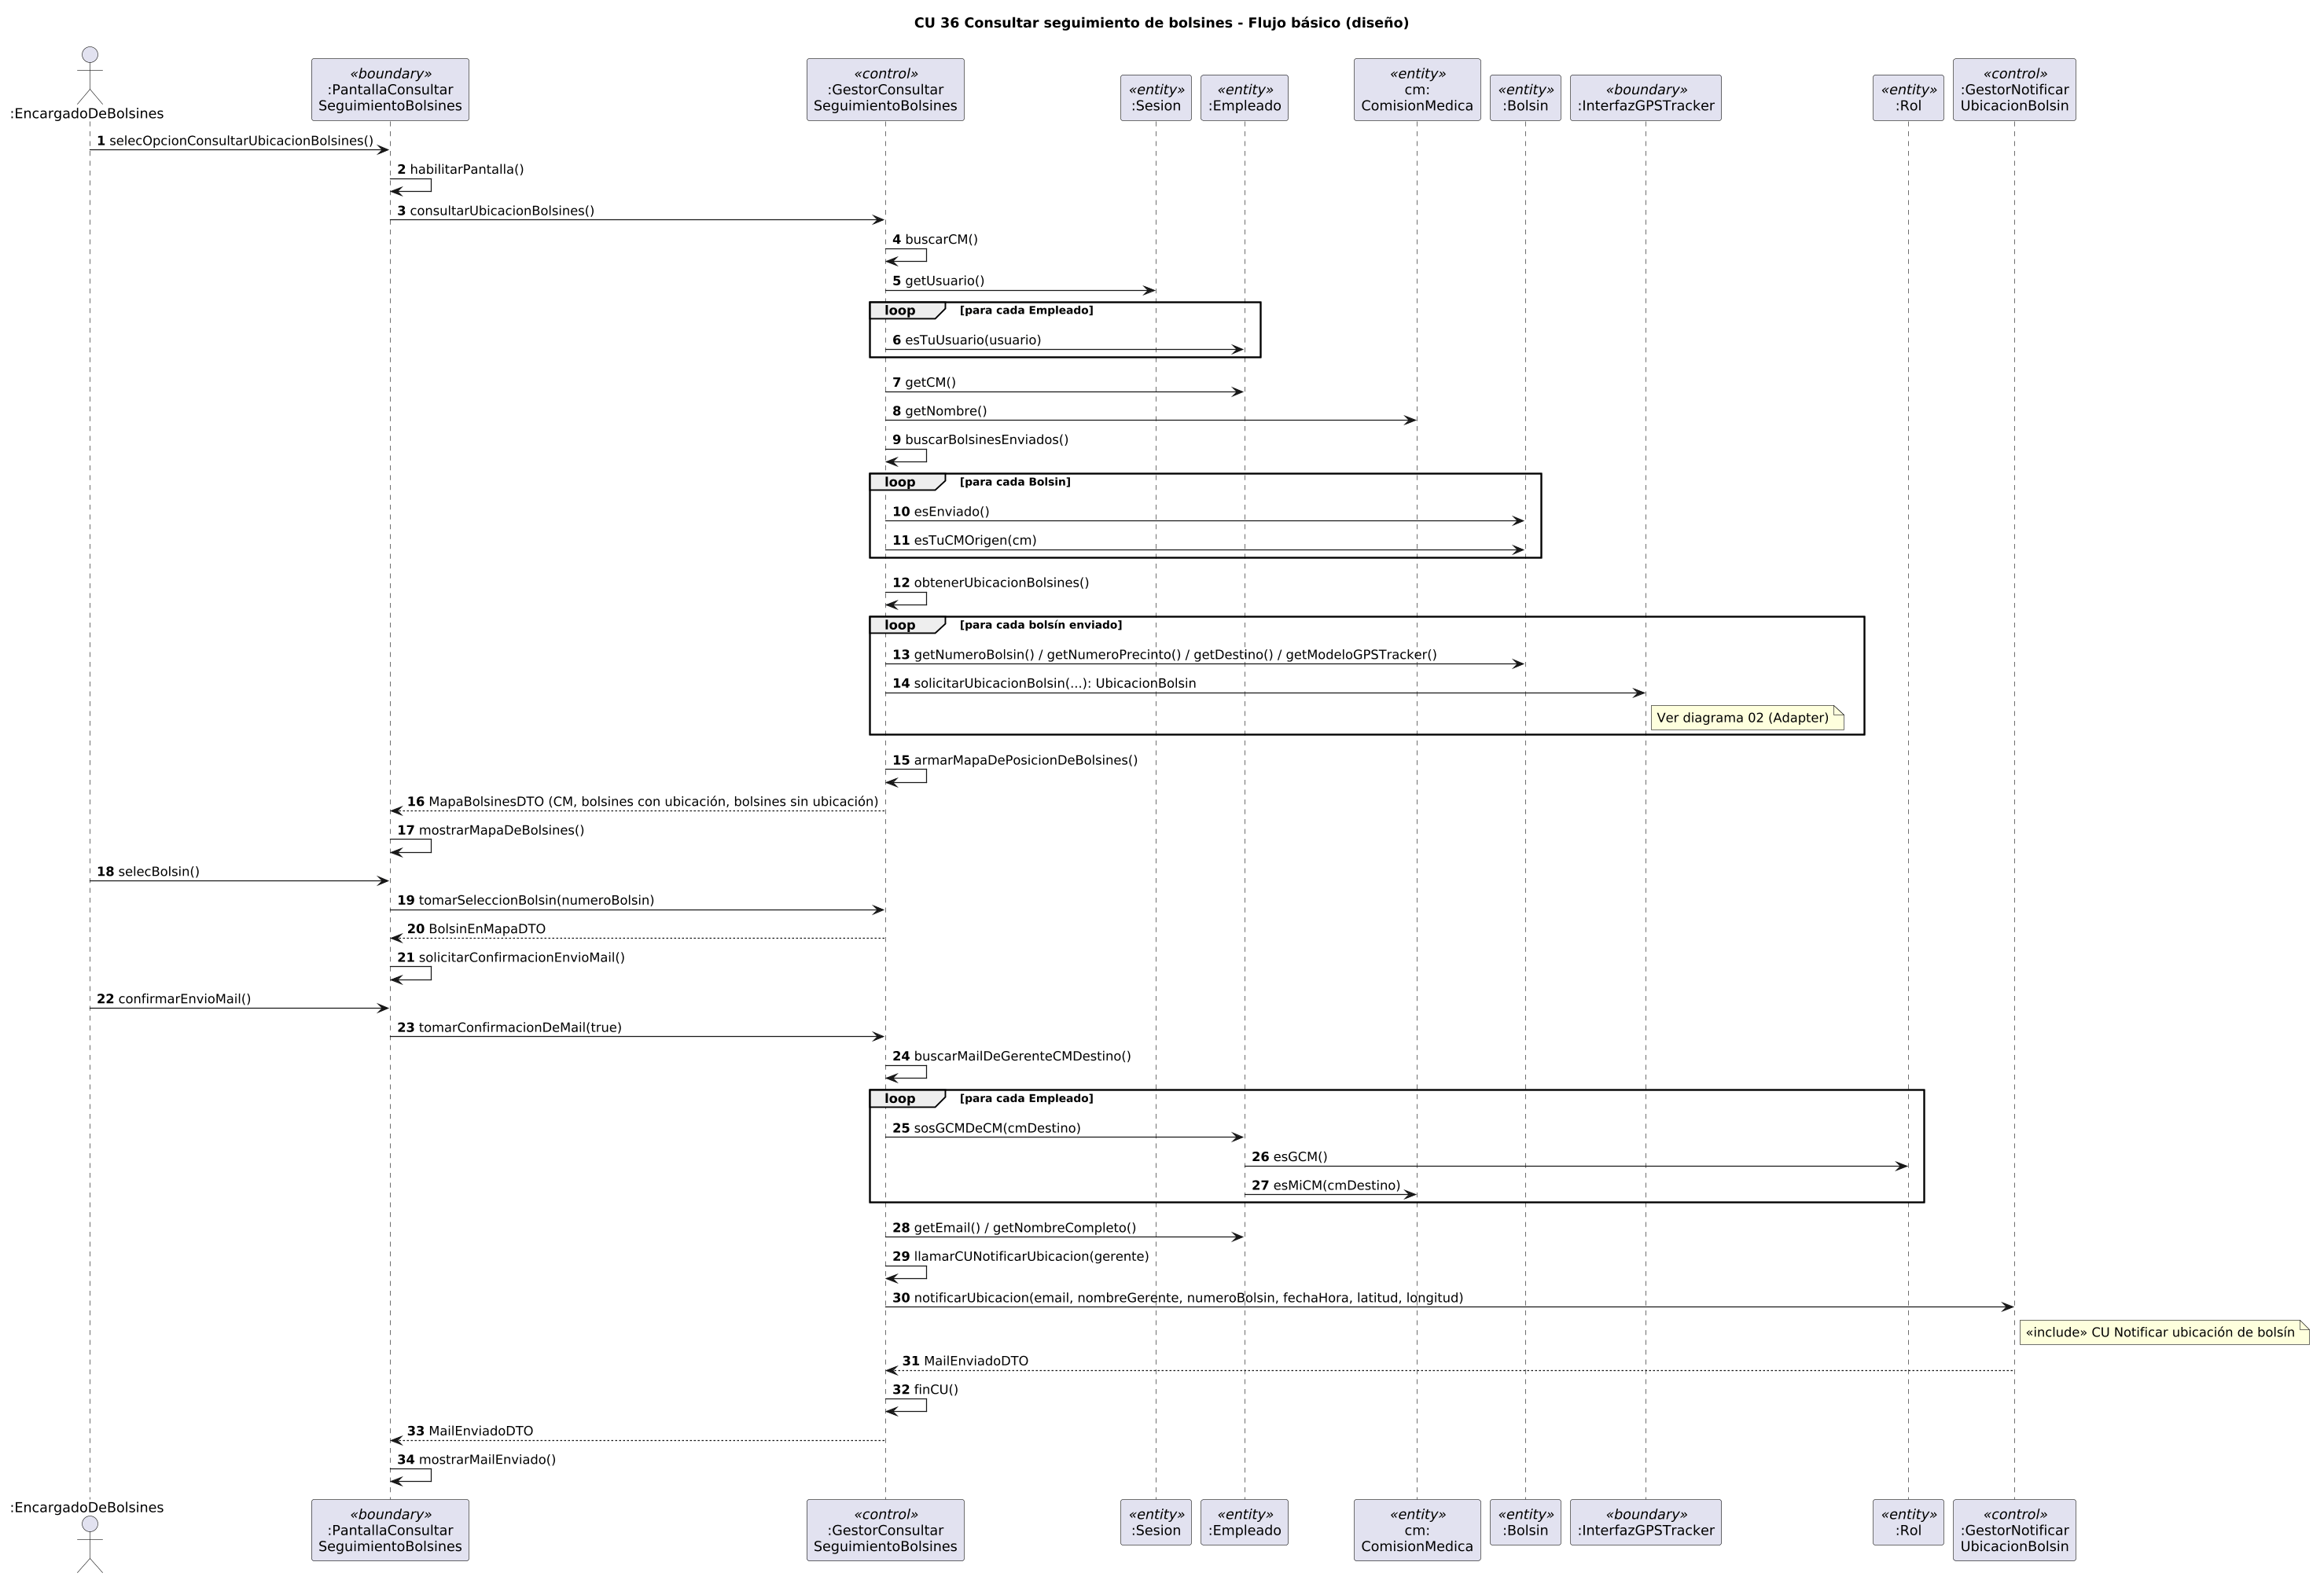 CU 36 Consultar seguimiento de bolsines - Flujo básico (diseño)
:EncargadoDeBolsines
«boundary»
:PantallaConsultar
SeguimientoBolsines
«control»
:GestorConsultar
SeguimientoBolsines
«entity»
:Sesion
«entity»
:Empleado
«entity»
cm:
ComisionMedica
«entity»
:Bolsin
«boundary»
:InterfazGPSTracker
«entity»
:Rol
«control»
:GestorNotificar
UbicacionBolsin
1 selecOpcionConsultarUbicacionBolsines()
2 habilitarPantalla()
3 consultarUbicacionBolsines()
4 buscarCM()
5 getUsuario()
loop [para cada Empleado]
6 esTuUsuario(usuario)
7 getCM()
8 getNombre()
9 buscarBolsinesEnviados()
loop [para cada Bolsin]
10 esEnviado()
11 esTuCMOrigen(cm)
12 obtenerUbicacionBolsines()
loop [para cada bolsín enviado]
13 getNumeroBolsin() / getNumeroPrecinto() / getDestino() / getModeloGPSTracker()
14 solicitarUbicacionBolsin(...): UbicacionBolsin
Ver diagrama 02 (Adapter)
15 armarMapaDePosicionDeBolsines()
16 MapaBolsinesDTO (CM, bolsines con ubicación, bolsines sin ubicación)
17 mostrarMapaDeBolsines()
18 selecBolsin()
19 tomarSeleccionBolsin(numeroBolsin)
20 BolsinEnMapaDTO
21 solicitarConfirmacionEnvioMail()
22 confirmarEnvioMail()
23 tomarConfirmacionDeMail(true)
24 buscarMailDeGerenteCMDestino()
loop [para cada Empleado]
25 sosGCMDeCM(cmDestino)
26 esGCM()
27 esMiCM(cmDestino)
28 getEmail() / getNombreCompleto()
29 llamarCUNotificarUbicacion(gerente)
30 notificarUbicacion(email, nombreGerente, numeroBolsin, fechaHora, latitud, longitud)
«include» CU Notificar ubicación de bolsín
31 MailEnviadoDTO
32 finCU()
33 MailEnviadoDTO
34 mostrarMailEnviado()
:EncargadoDeBolsines
«boundary»
:PantallaConsultar
SeguimientoBolsines
«control»
:GestorConsultar
SeguimientoBolsines
«entity»
:Sesion
«entity»
:Empleado
«entity»
cm:
ComisionMedica
«entity»
:Bolsin
«boundary»
:InterfazGPSTracker
«entity»
:Rol
«control»
:GestorNotificar
UbicacionBolsin